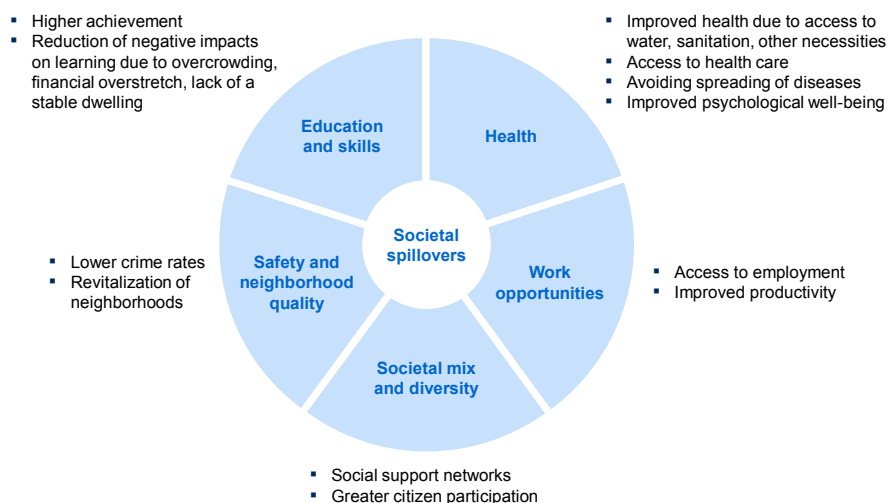 ▪ Higher achievement
▪ Reduction of negative impacts
on learning due to overcrowding,
financial overstretch, lack of a
stable dwelling
▪ Improved health due to access to
water, sanitation, other necessities
▪ Access to health care
▪ Avoiding spreading of diseases
▪ Improved psychological well-being
Education
and skills
Health
Societal
spillovers
▪ Lower crime rates
▪ Revitalization of
neighborhoods
Safety and
neighborhood
quality
Work
opportunities
▪ Access to employment
▪ Improved productivity
Societal mix
and diversity
▪ Social support networks
▪ Greater citizen participation